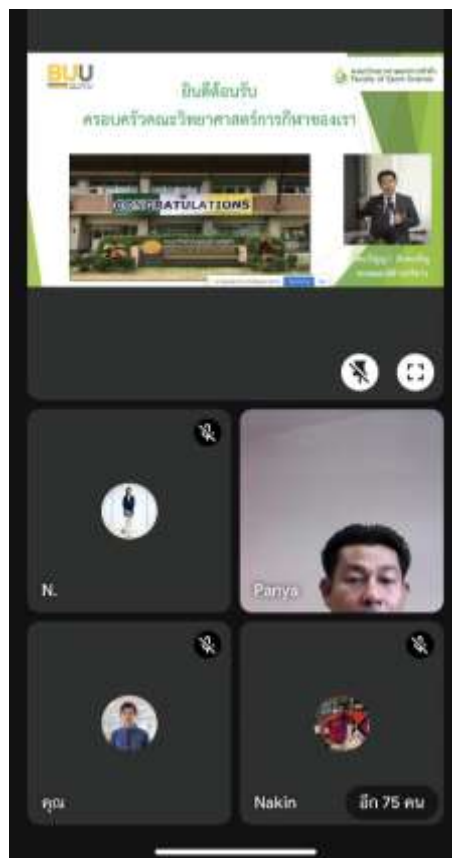 BUU
Faculty of Sport Science
ยินดีต้อนรับ
ครอบครัวคณะวิทยาศาสตร์การกีฬาของเรา
CONGRATULATIONS
N.
Panya
คุณ
Nakin
อีก 75 คน